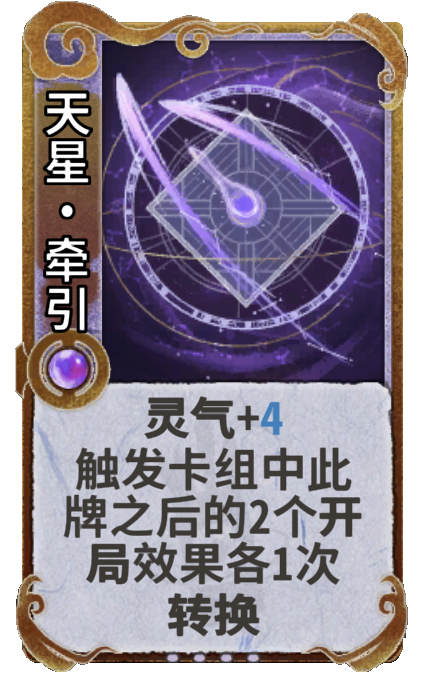 天星·牵引
灵气+4
触发卡组中此
牌之后的2个开
局效果各1次
转换